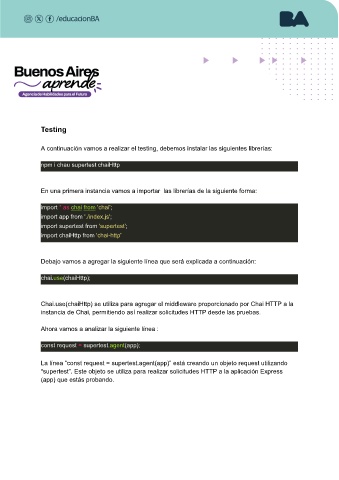 /educacionBA
BA
Buenos Aires
aprende
Agencia de Habilidades para el Futuro
Testing
A continuación vamos a realizar el testing, debemos instalar las siguientes librerías:
npm i chau supertest chaiHttp
En una primera instancia vamos a importar las librerías de la siguiente forma:
import * as chai from 'chai';
import app from './index.js';
import supertest from 'supertest';
import chaiHttp from 'chai-http'
Debajo vamos a agregar la siguiente línea que será explicada a continuación:
chai.use(chaiHttp);
Chai.use(chaiHttp) se utiliza para agregar el middleware proporcionado por Chai HTTP a la
instancia de Chai, permitiendo así realizar solicitudes HTTP desde las pruebas.
Ahora vamos a analizar la siguiente línea :
const request = supertest.agent(app);
La línea "const request = supertest.agent(app)" está creando un objeto request utilizando
"supertest". Este objeto se utiliza para realizar solicitudes HTTP a la aplicación Express
(app) que estás probando.